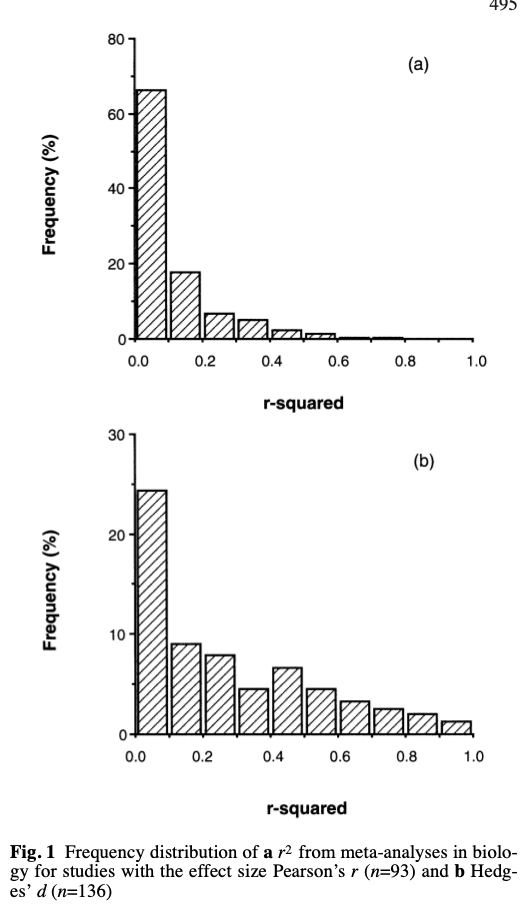 495
80
(a)
60
Frequency (%)
40
20
0
0.0 0.2 0.4 0.6 0.8 1.0
r-squared
30
(b)
20
Frequency (%)
10
0
0.0 0.2 0.4 0.6 0.8 1.0
r-squared
Fig. 1 Frequency distribution of a r² from meta-analyses in biolo-
gy for studies with the effect size Pearson's r (n=93) and b Hedg-
es' d (n=136)